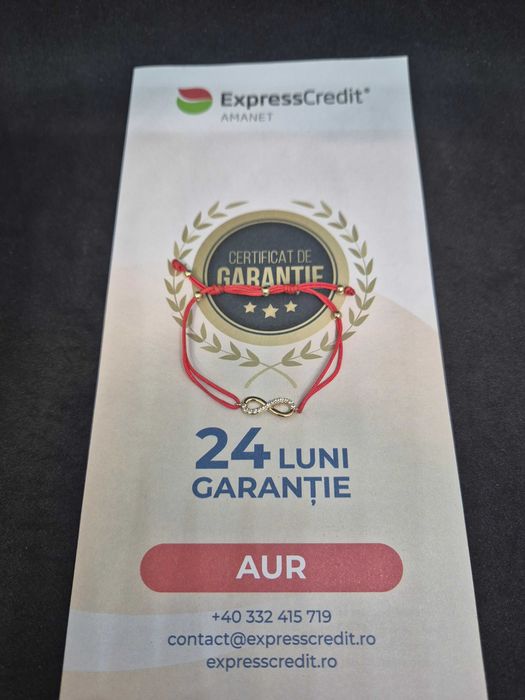 ExpressCredit®
AMANET
CERTIFICAT DE
GARANȚIE
24 LUNI
GARANȚIE
AUR
+40 332 415 719
contact@expresscredit.ro
expresscredit.ro